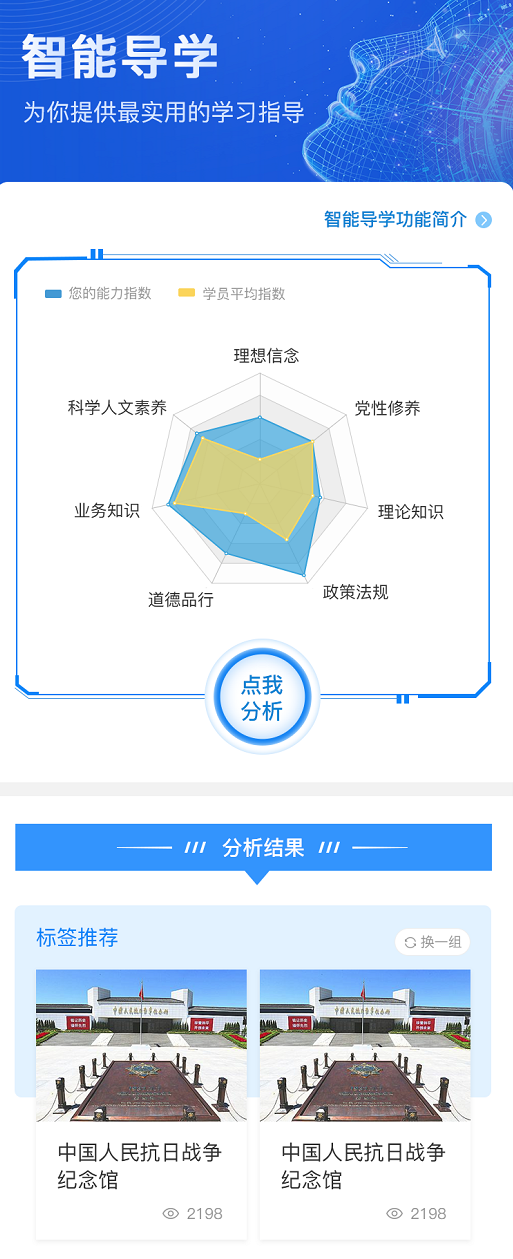 智能导学
为你提供最实用的学习指导
智能导学功能简介
您的能力指数
学员平均指数
理想信念
科学人文素养
党性修养
业务知识
理论知识
道德品行
政策法规
点我
分析
分析结果
标签推荐
换一组
中国人民抗日战争
纪念馆
2198
中国人民抗日战争
纪念馆
2198